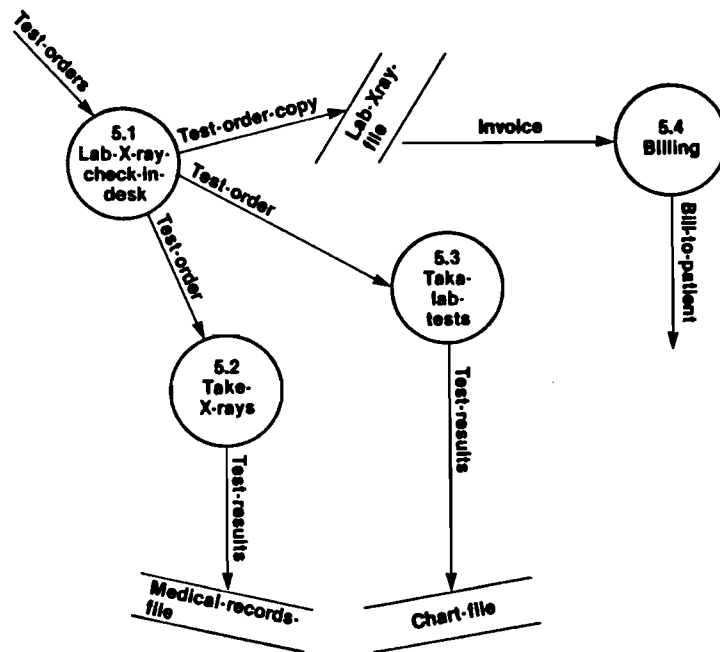 Test-orders
5.1
Lab-X-ray-
check-in-
desk
Test-order-copy
Lab-Xray-
file
Invoice
5.4
Billing
Test-order
Test-order
Bill-to-patient
5.3
Taka-
lab-
tests
5.2
Take-
X-rays
Test-results
Test-results
Medical-records-
file
Chart-file